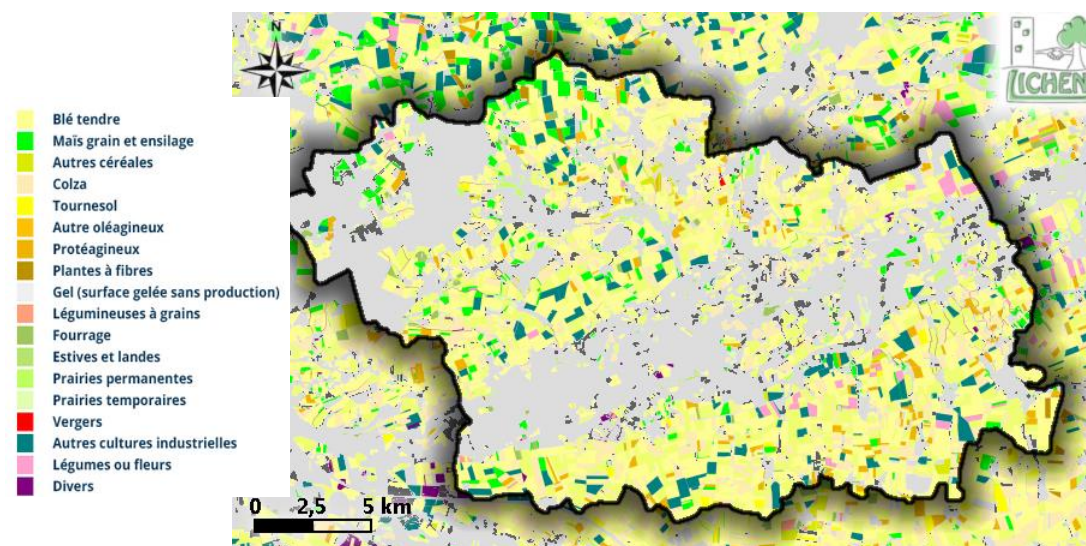 N
LICHEN
Blé tendre
Maïs grain et ensilage
Autres céréales
Colza
Tournesol
Autre oléagineux
Protéagineux
Plantes à fibres
Gel (surface gelée sans production)
Légumineuses à grains
Fourrage
Estives et landes
Prairies permanentes
Prairies temporaires
Vergers
Autres cultures industrielles
Légumes ou fleurs
Divers
0 2,5 5 km